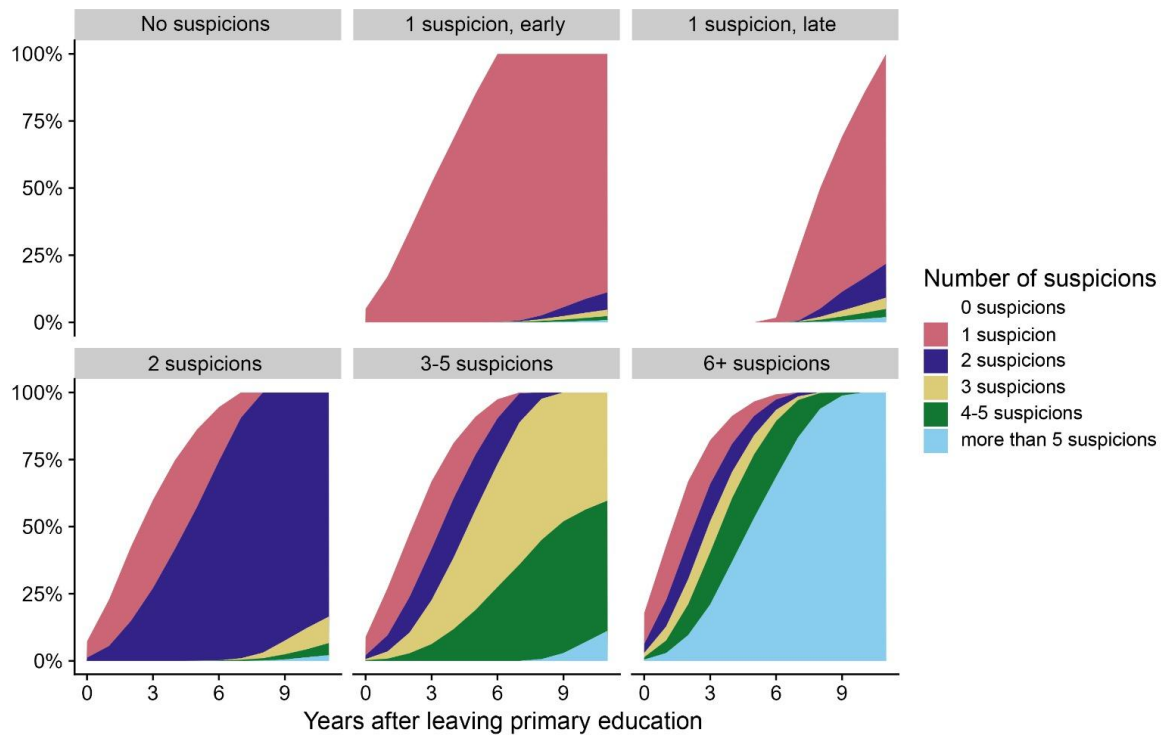 No suspicions
1 suspicion, early
1 suspicion, late
100%
75%
50%
25%
0%
2 suspicions
3-5 suspicions
6+ suspicions
100%
75%
50%
25%
0%
0 3 6 9
0 3 6 9
0 3 6 9
Years after leaving primary education
Number of suspicions
0 suspicions
1 suspicion
2 suspicions
3 suspicions
4-5 suspicions
more than 5 suspicions